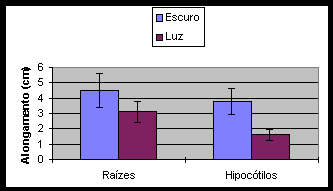 Escuro
Luz
Alongamento (cm)
6
5
4
3
2
1
0
Raízes
Hipocótilos